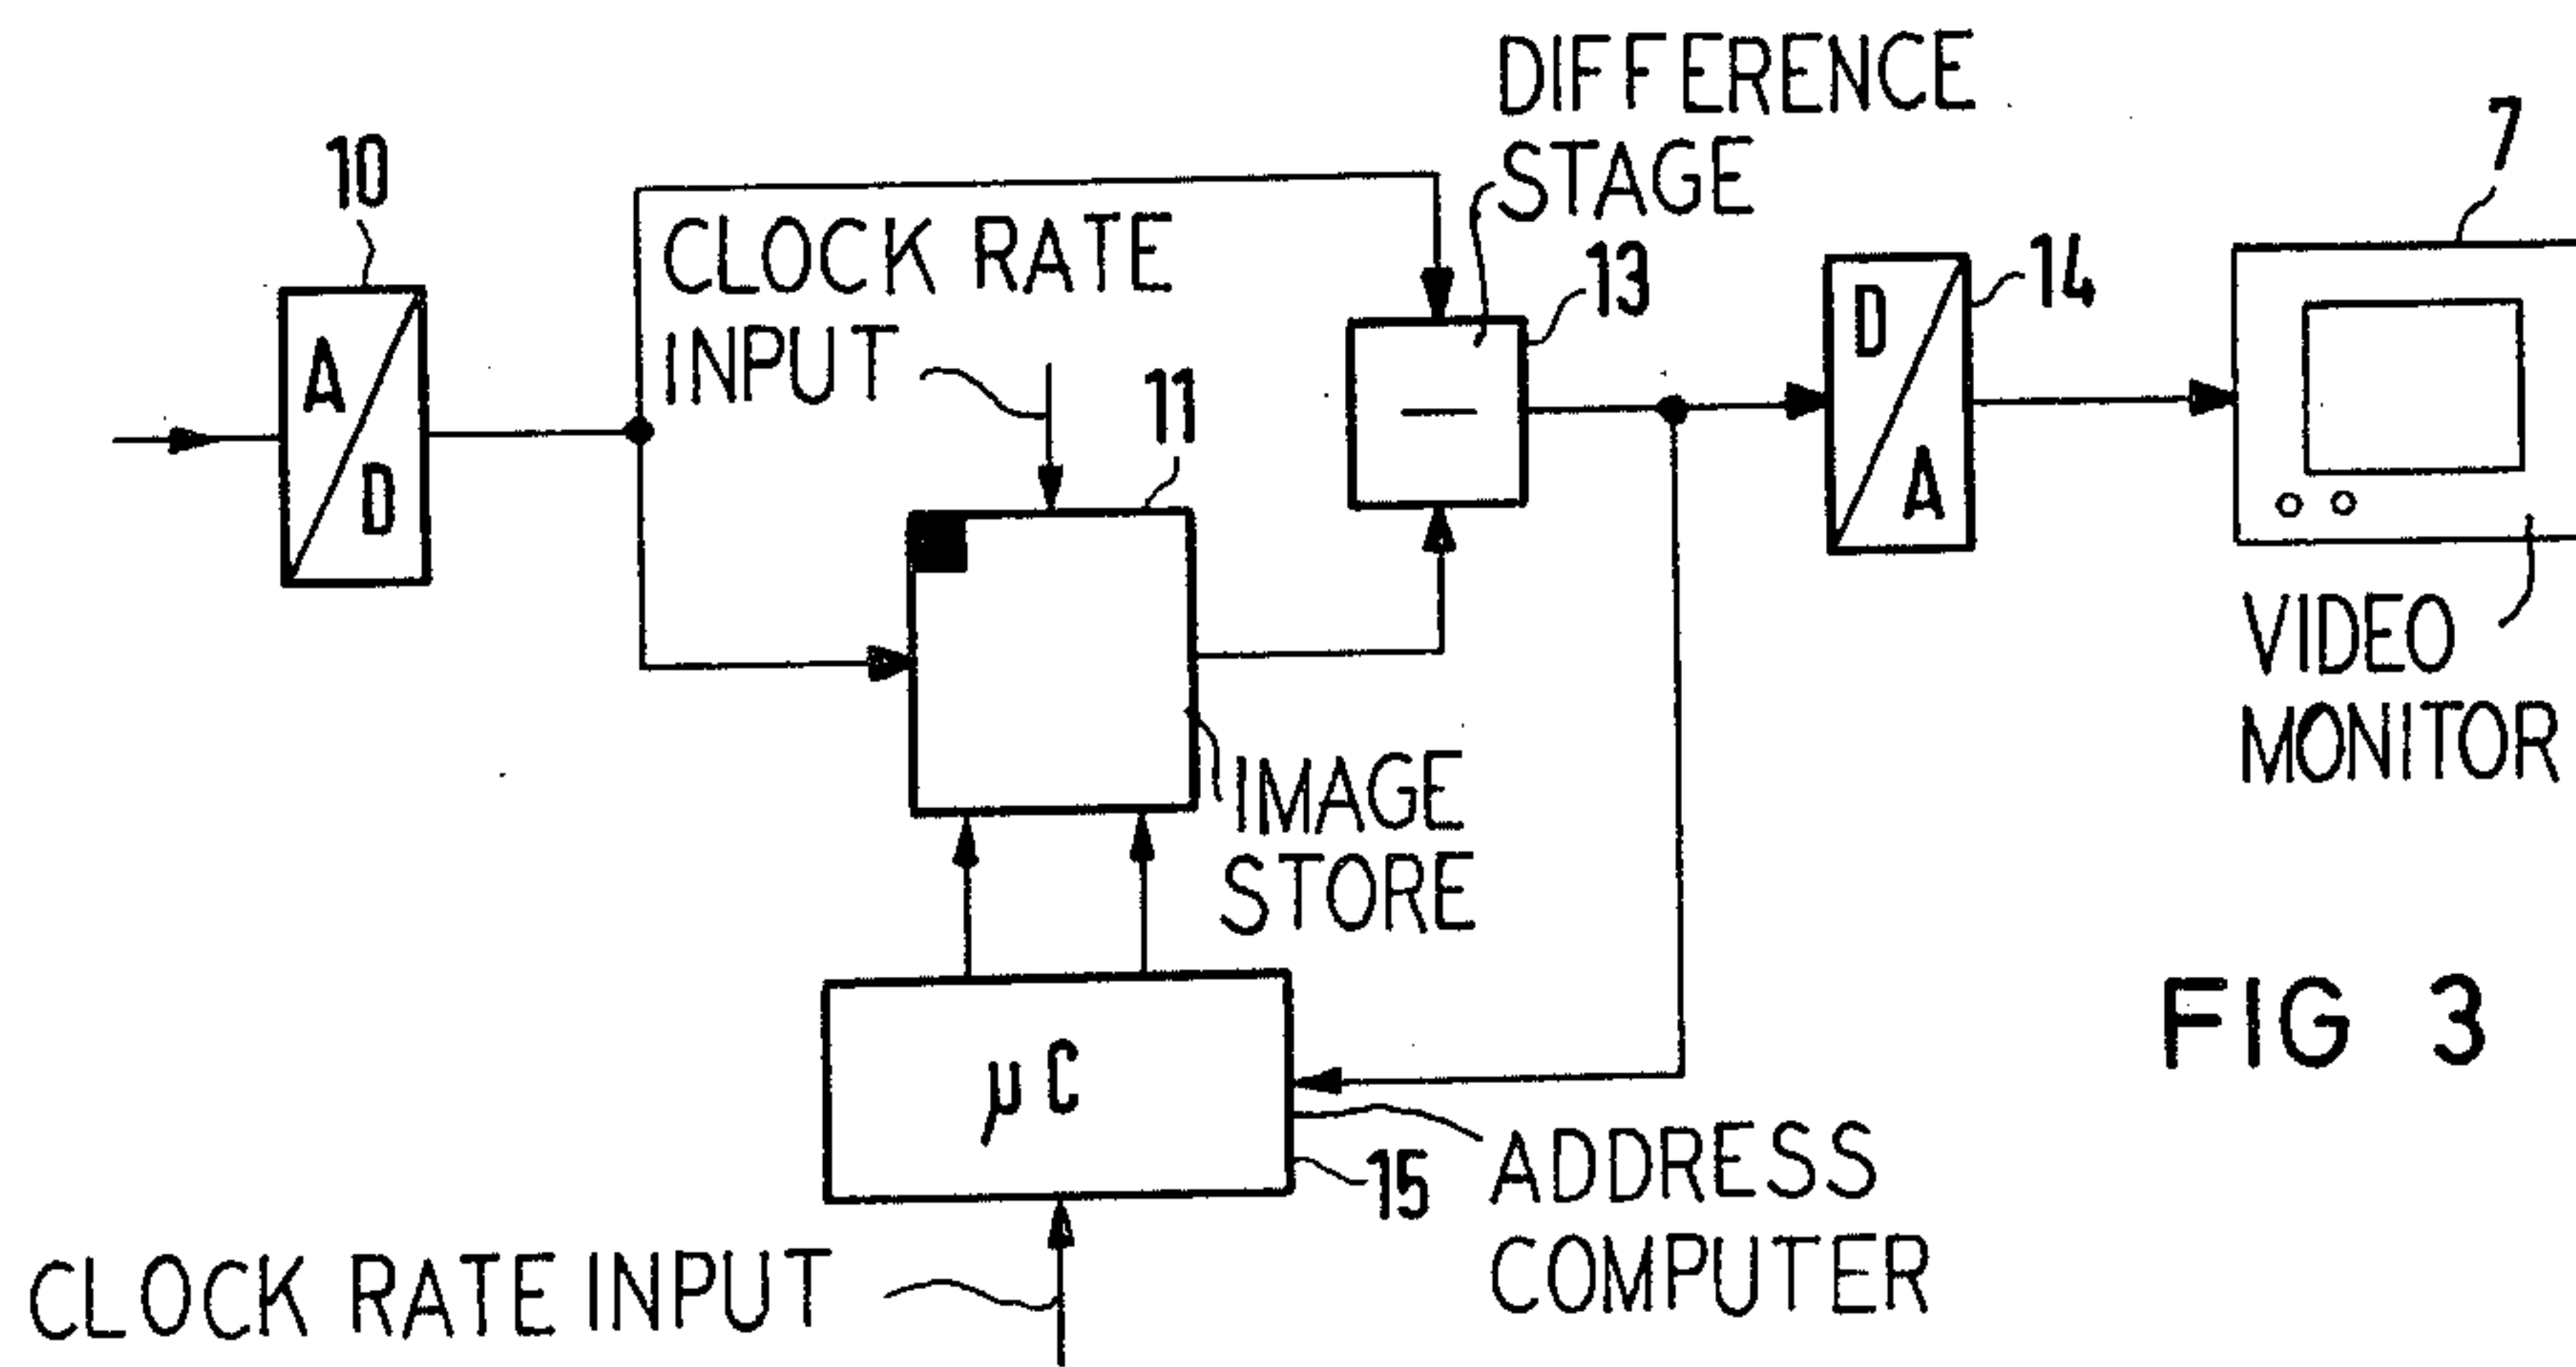 DIFFERENCE
STAGE
7
10
CLOCK RATE
INPUT
13
14
11
A
D
—
D
A
VIDEO
MONITOR
IMAGE
STORE
FIG 3
µC
15
ADDRESS
COMPUTER
CLOCK RATE INPUT